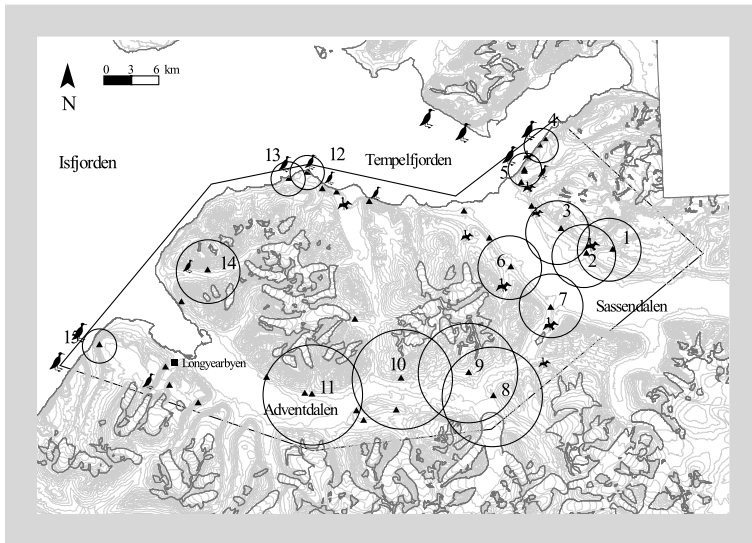 0 3 6 km
N
Isfjorden
Tempelfjorden
13
12
4
5
3
1
2
14
6
7
Sassendalen
15
Longyearbyen
10
9
8
11
Adventdalen